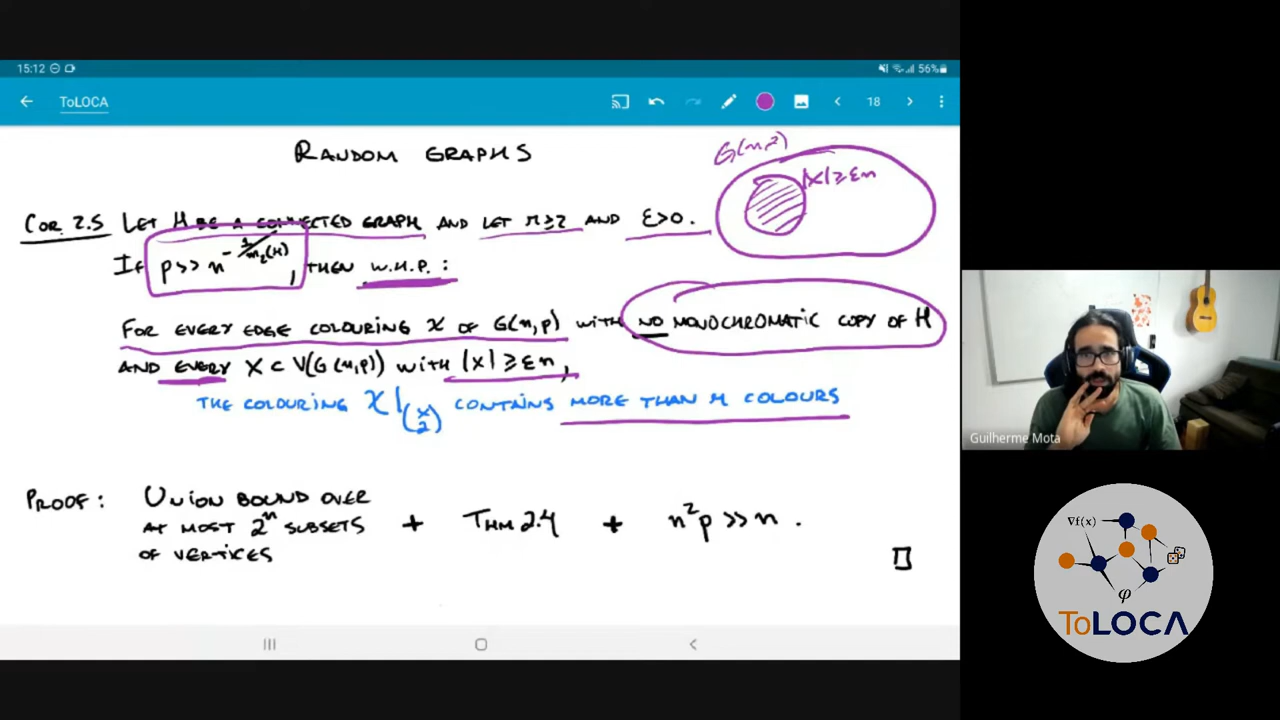 15:12
56%
ToLOCA
18
RANDOM GRAPHS
G(n,p)
|X| ≥ εn
COR 2.5 LET H BE A CONNECTED GRAPH AND LET r ≥ 2 AND ε > 0.
IF p >> n^{-1/m_2(H)}, THEN W.H.P. :
FOR EVERY EDGE COLOURING χ OF G(n,p) WITH NO MONOCHROMATIC COPY OF H
AND EVERY X ⊂ V(G(n,p)) WITH |X| ≥ εn,
THE COLOURING χ|_{(X 2)} CONTAINS MORE THAN r COLOURS
PROOF: UNION BOUND OVER
AT MOST 2^n SUBSETS + THM 2.4 + n²p >> n .
OF VERTICES
□
Guilherme Mota
∇f(x)
φ
ToLOCA